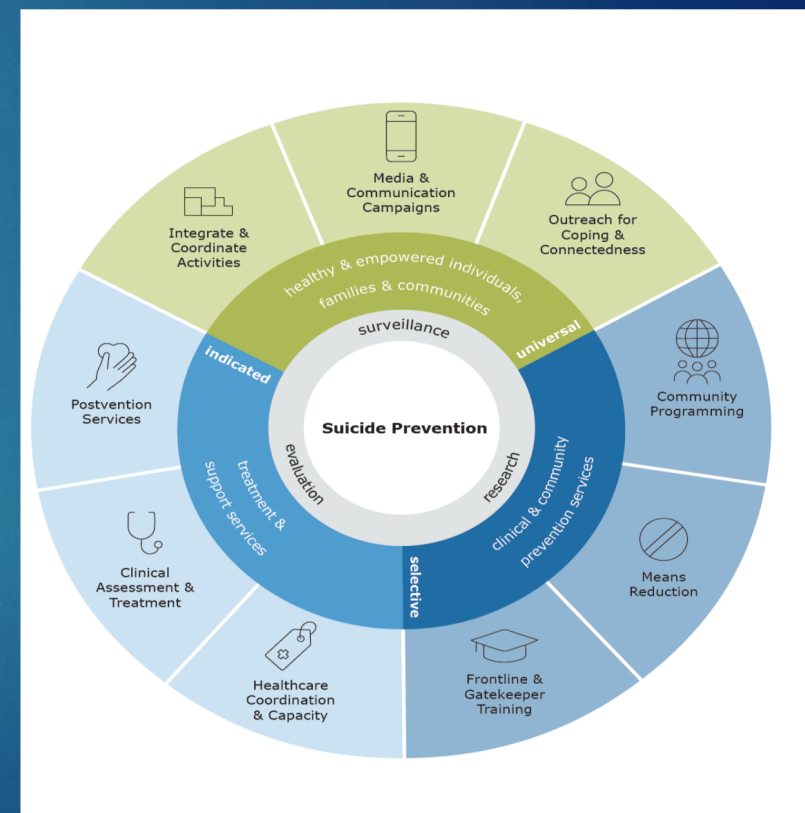 Media &
Communication
Campaigns
Outreach for
Coping &
Connectedness
Integrate &
Coordinate
Activities
healthy & empowered individuals,
families & communities
universal
surveillance
indicated
Community
Programming
Postvention
Services
Suicide Prevention
evaluation
research
treatment &
support services
clinical & community
prevention services
selective
Means
Reduction
Clinical
Assessment &
Treatment
Frontline &
Gatekeeper
Training
Healthcare
Coordination
& Capacity